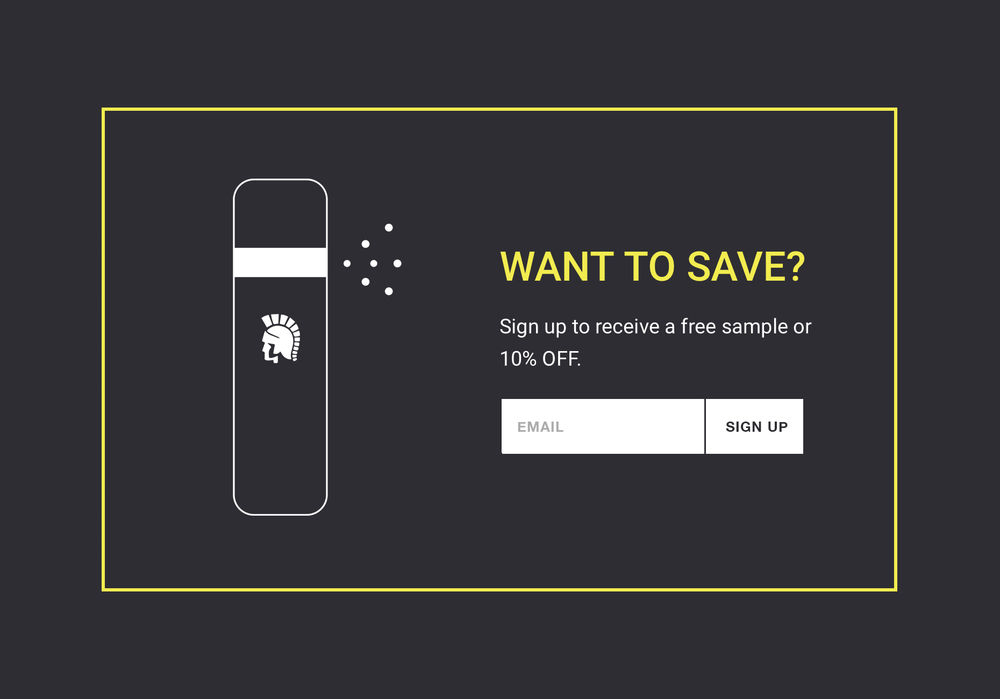 WANT TO SAVE?
Sign up to receive a free sample or
10% OFF.
EMAIL
SIGN UP